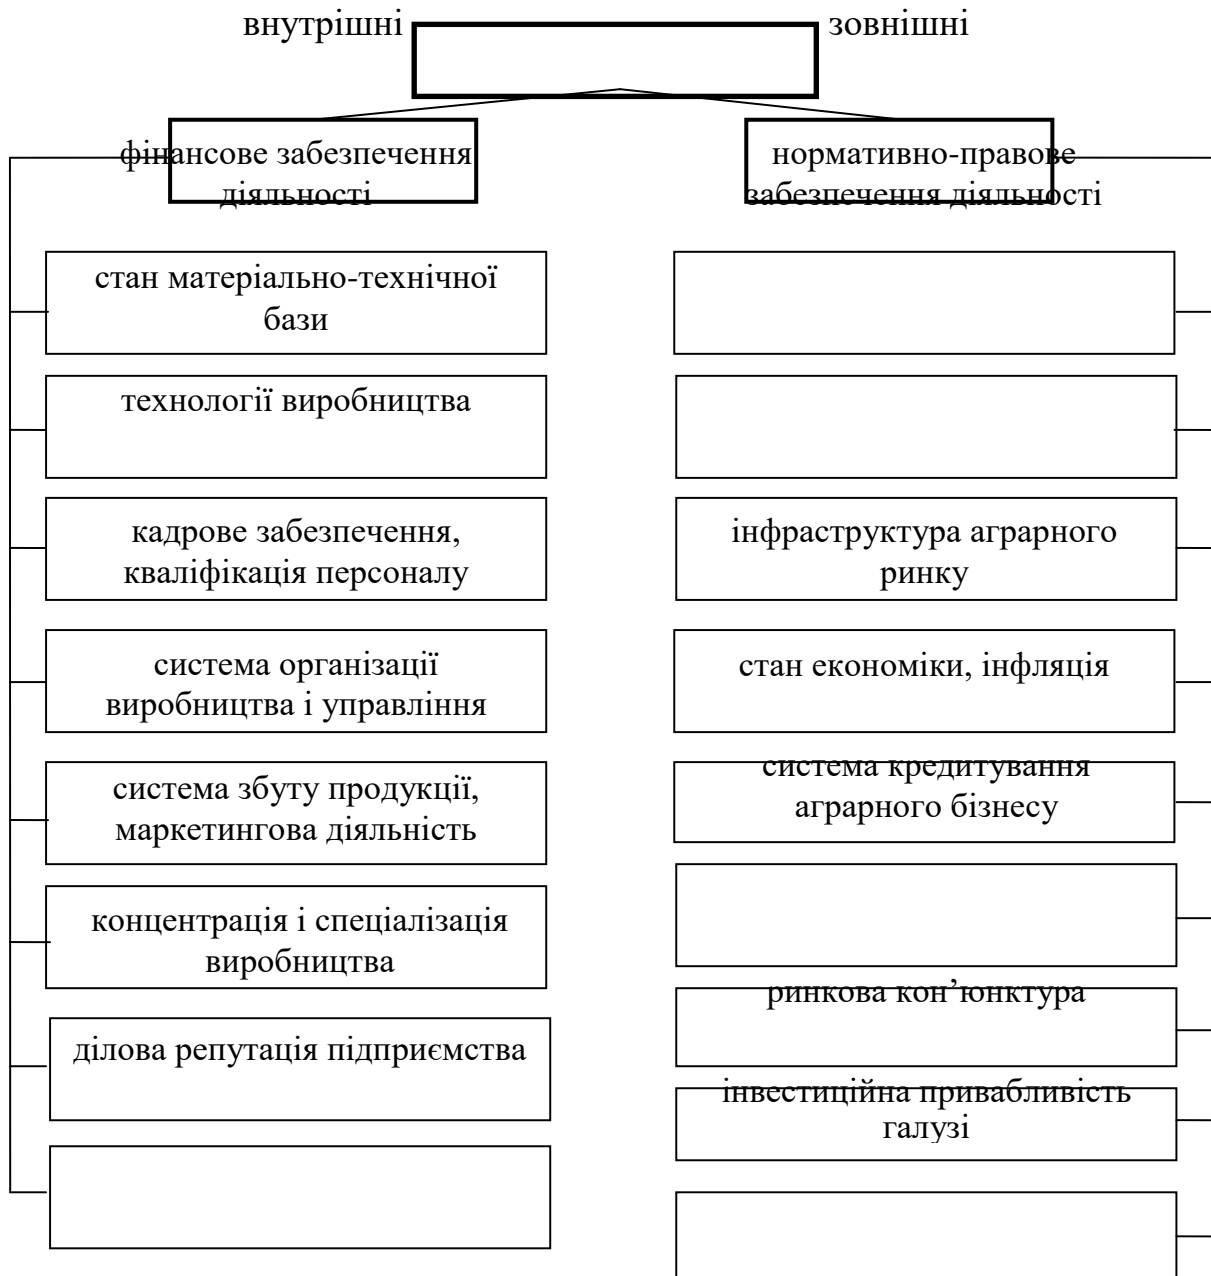 внутрішні
зовнішні
фінансове забезпечення
діяльності
нормативно-правове
забезпечення діяльності
стан матеріально-технічної
бази
технології виробництва
кадрове забезпечення,
кваліфікація персоналу
інфраструктура аграрного
ринку
система організації
виробництва і управління
стан економіки, інфляція
система збуту продукції,
маркетингова діяльність
система кредитування
аграрного бізнесу
концентрація і спеціалізація
виробництва
ринкова кон’юнктура
ділова репутація підприємства
інвестиційна привабливість
галузі